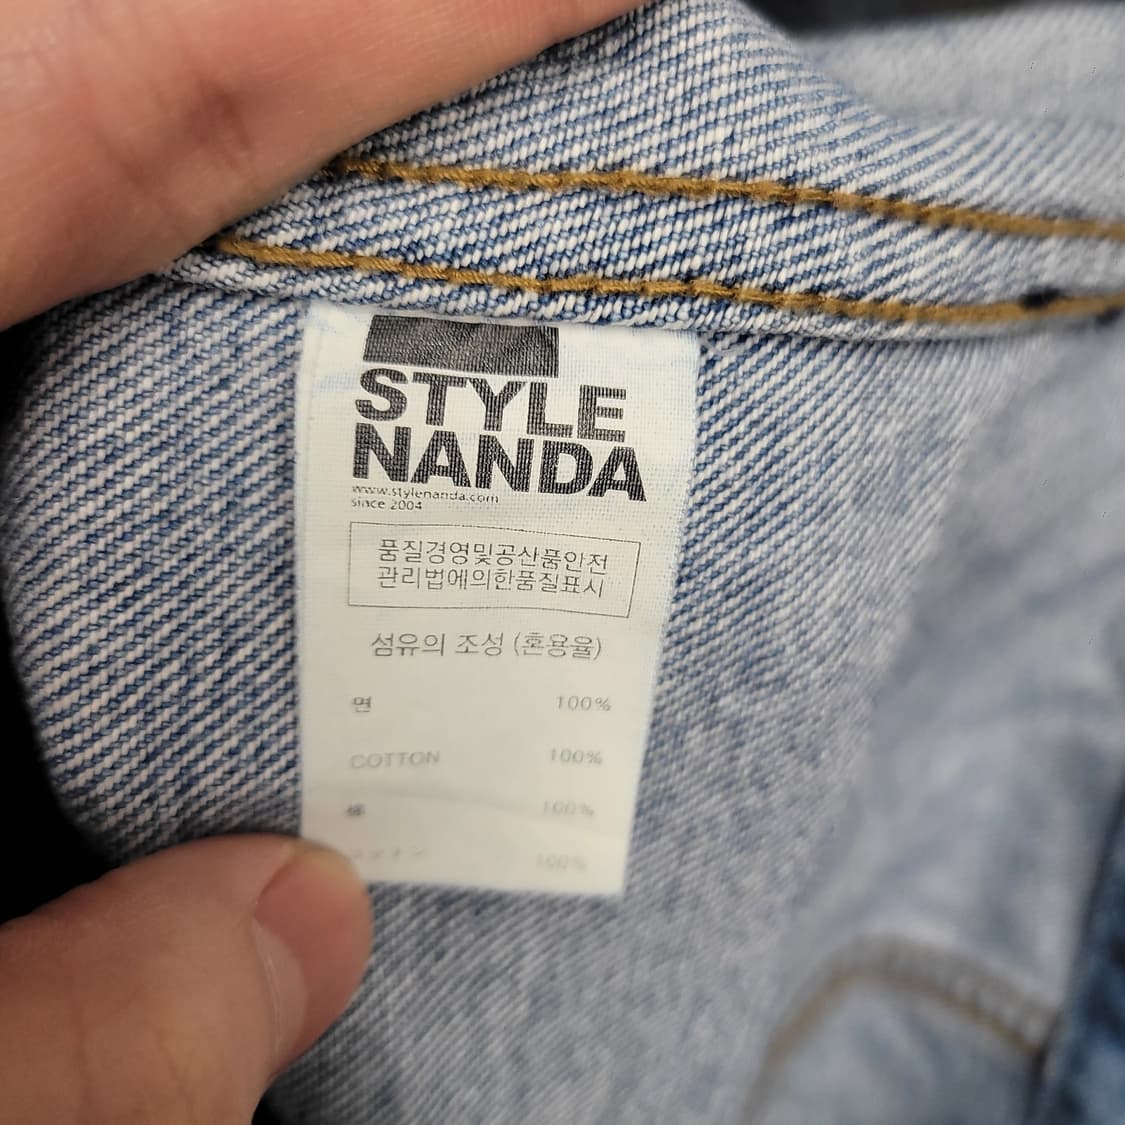 STYLE
NANDA
www.stylenanda.com
since 2004
품질경영및공산품안전
관리법에의한품질표시
섬유의 조성 (혼용율)
면 100%
COTTON 100%
綿 100%
100%